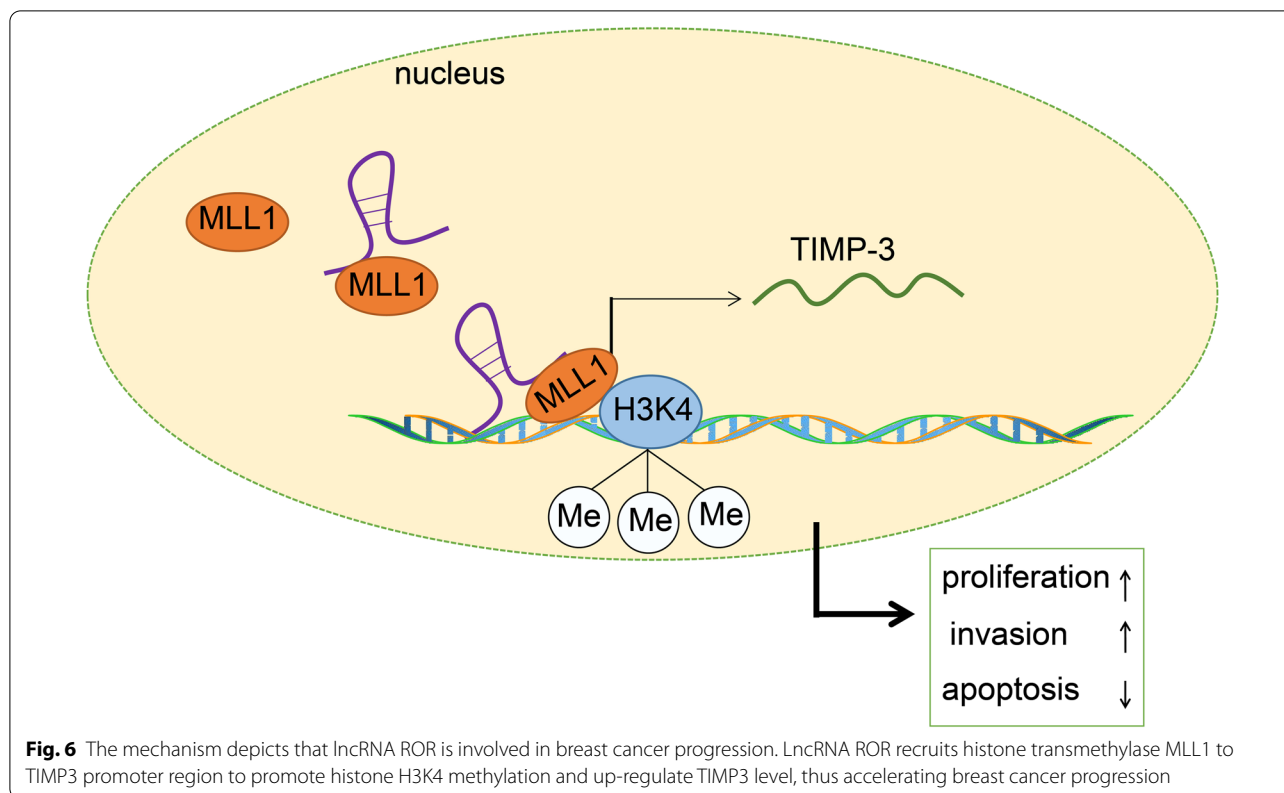 nucleus
MLL1
MLL1
TIMP-3
MLL1
H3K4
Me
Me
Me
proliferation ↑
invasion ↑
apoptosis ↓
Fig. 6 The mechanism depicts that lncRNA ROR is involved in breast cancer progression. LncRNA ROR recruits histone transmethylase MLL1 to
TIMP3 promoter region to promote histone H3K4 methylation and up-regulate TIMP3 level, thus accelerating breast cancer progression